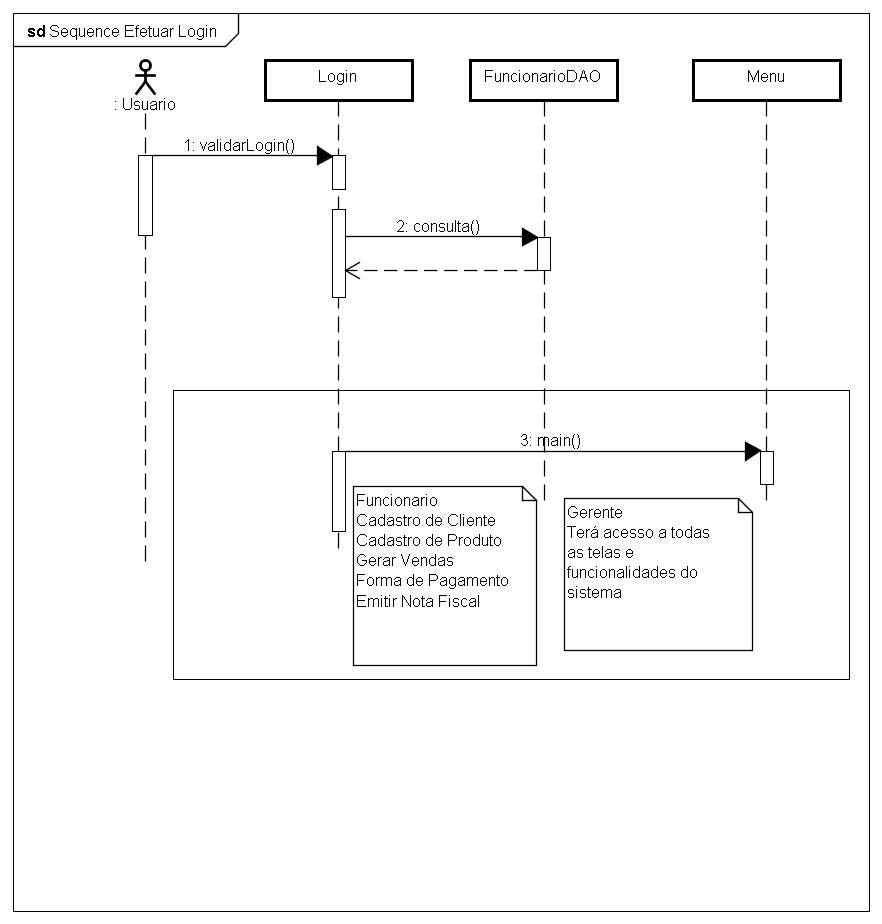 sd Sequence Efetuar Login
: Usuario
Login
FuncionarioDAO
Menu
1: validarLogin()
2: consulta()
3: main()
Funcionario
Cadastro de Cliente
Cadastro de Produto
Gerar Vendas
Forma de Pagamento
Emitir Nota Fiscal
Gerente
Terá acesso a todas
as telas e
funcionalidades do
sistema